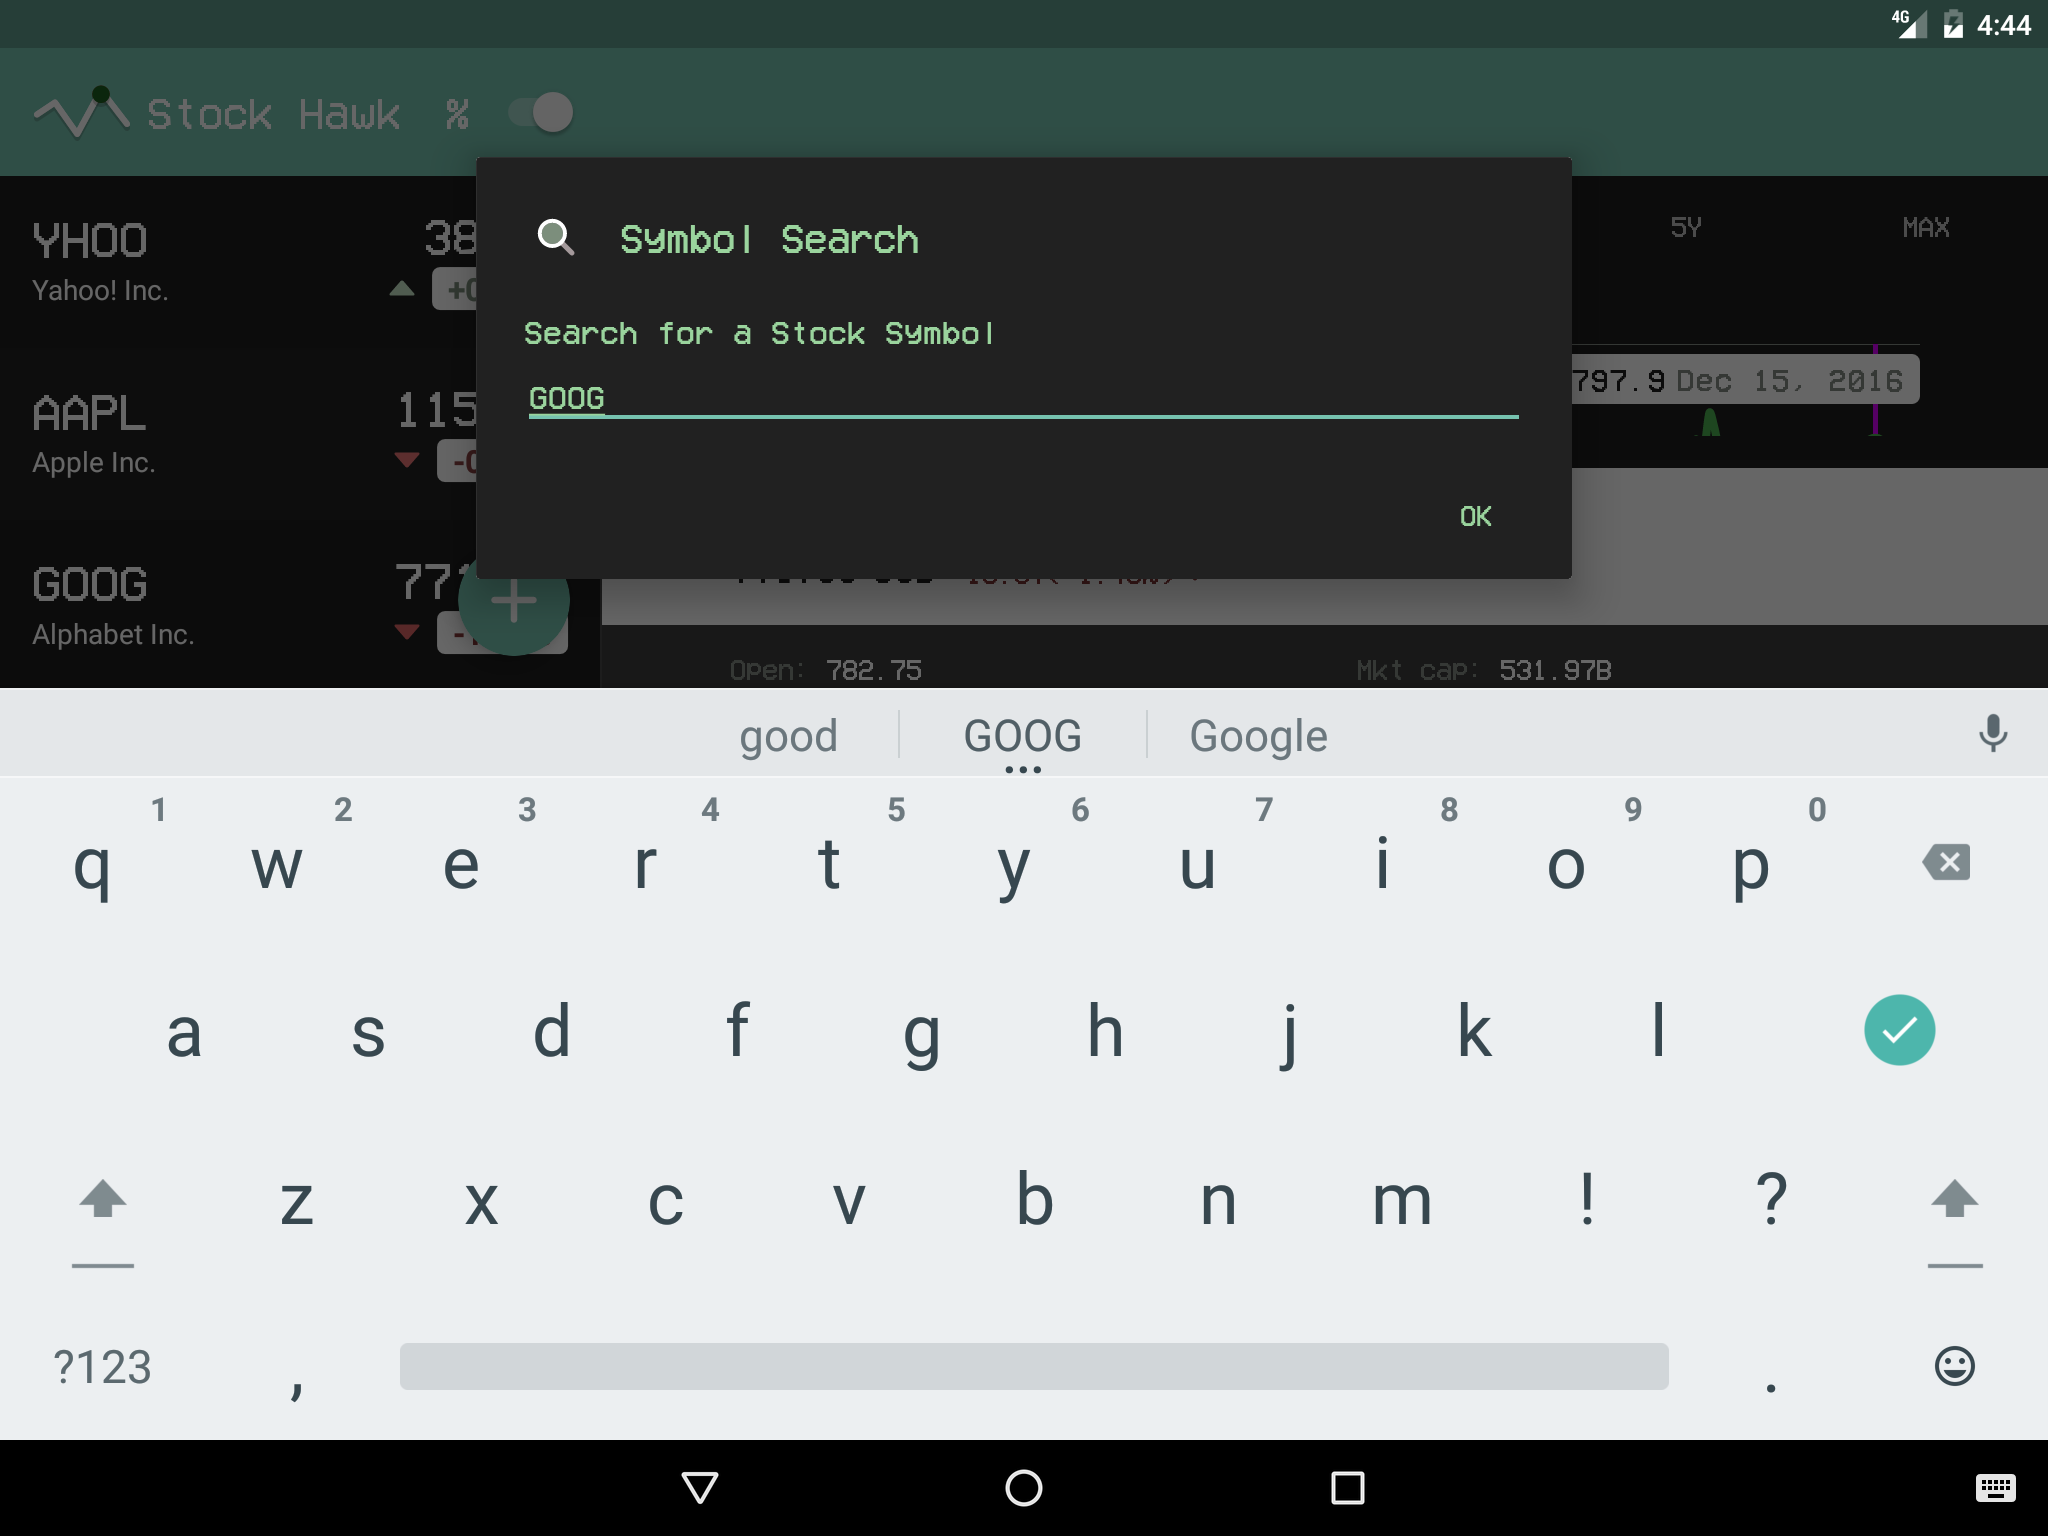 4G 4:44
Stock Hawk %
YHOO 38
Yahoo! Inc.
AAPL 115
Apple Inc.
GOOG 77
Alphabet Inc.
Symbol Search
Search for a Stock Symbol
GOOG
OK
5Y MAX
797.9 Dec 15, 2016
Open: 782.75 Mkt cap: 531.97B
good GOOG Google
1 2 3 4 5 6 7 8 9 0
q w e r t y u i o p
a s d f g h j k l
z x c v b n m ! ?
?123 , .